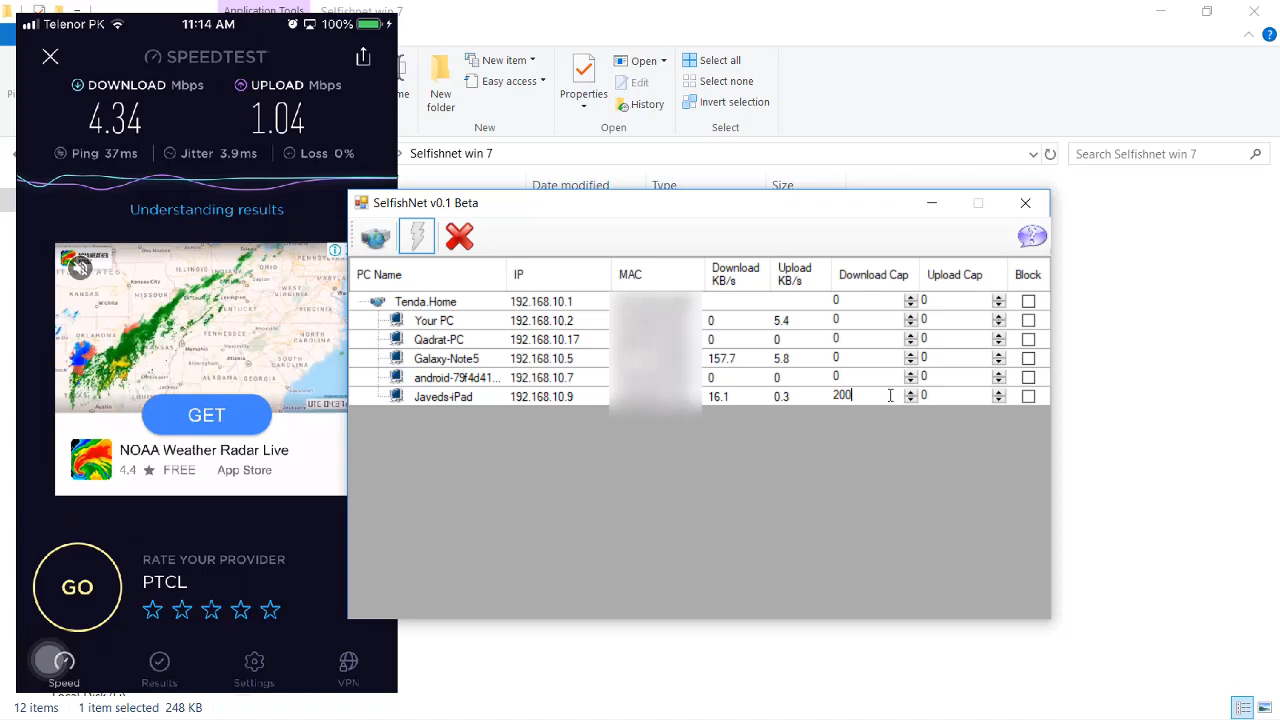 Application Tools
Selfishnet win 7
Telenor PK
11:14 AM
100%
SPEEDTEST
DOWNLOAD Mbps
UPLOAD Mbps
4.34
1.04
Ping 37ms
Jitter 3.9ms
Loss 0%
Understanding results
New item
Easy access
New
folder
New
Properties
Open
Edit
History
Open
Select all
Select none
Invert selection
Select
Selfishnet win 7
Search Selfishnet win 7
Date modified
Type
Size
SelfishNet v0.1 Beta
PC Name
IP
MAC
Download
KB/s
Upload
KB/s
Download Cap
Upload Cap
Block
Tenda.Home 192.168.10.1 0 0
Your PC 192.168.10.2 0 5.4 0 0
Qadrat-PC 192.168.10.17 0 0 0 0
Galaxy-Note5 192.168.10.5 57.7 5.8 0 0
android-79f4d41... 192.168.10.7 0 0 0 0
Javeds-iPad 192.168.10.9 16.1 0.3 200 0
GET
NOAA Weather Radar Live
4.4 ★ FREE App Store
RATE YOUR PROVIDER
PTCL
GO
Speed
Results
Settings
VPN
12 items
1 item selected 248 KB